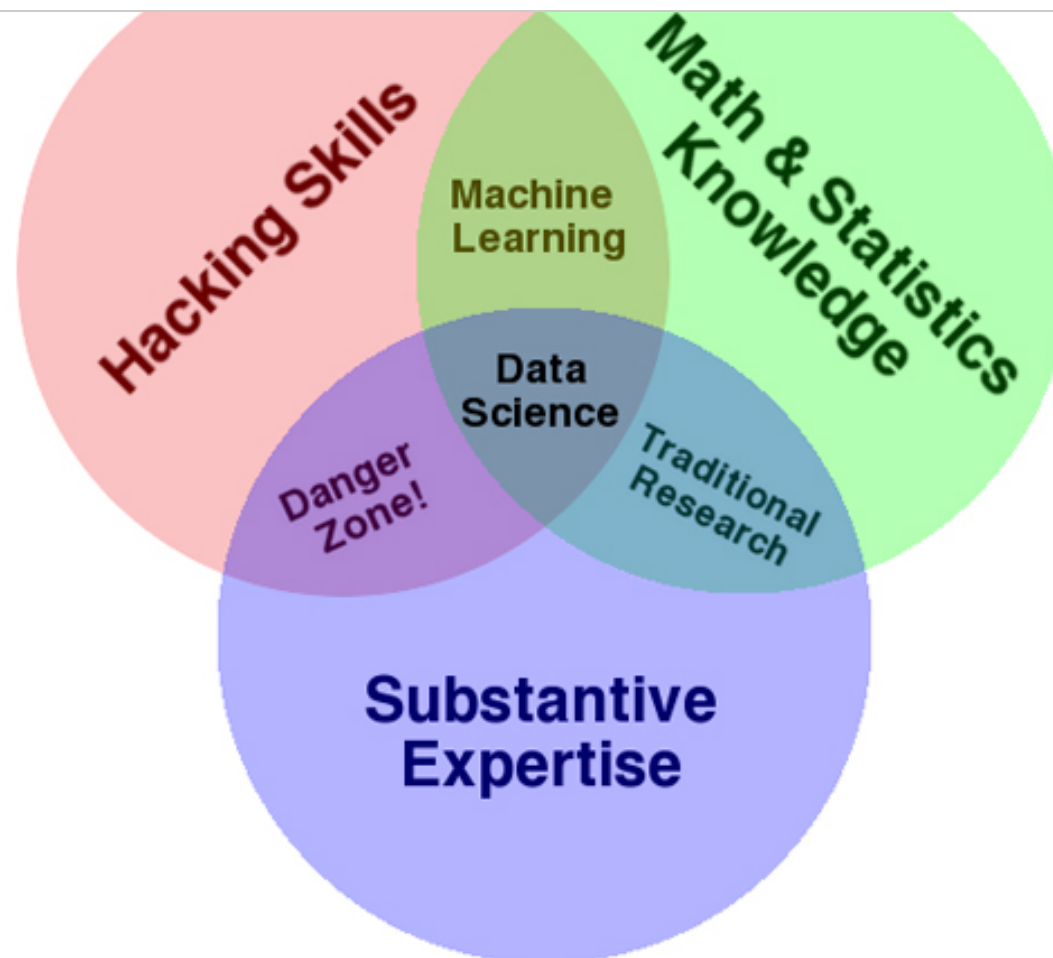 Hacking Skills
Math & Statistics
Knowledge
Machine
Learning
Data
Science
Danger
Zone!
Traditional
Research
Substantive
Expertise